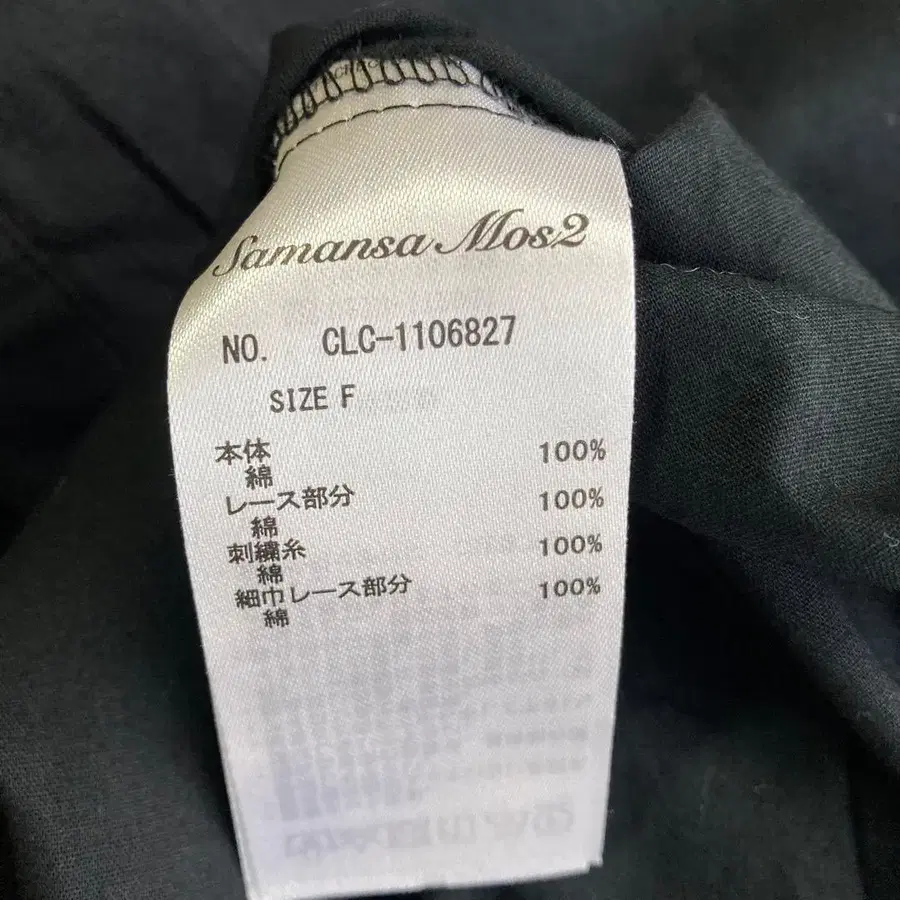 Samansa Mos2
NO. CLC-1106827
SIZE F
本体 100%
綿
レース部分 100%
綿
刺繍糸 100%
綿
細巾レース部分 100%
綿